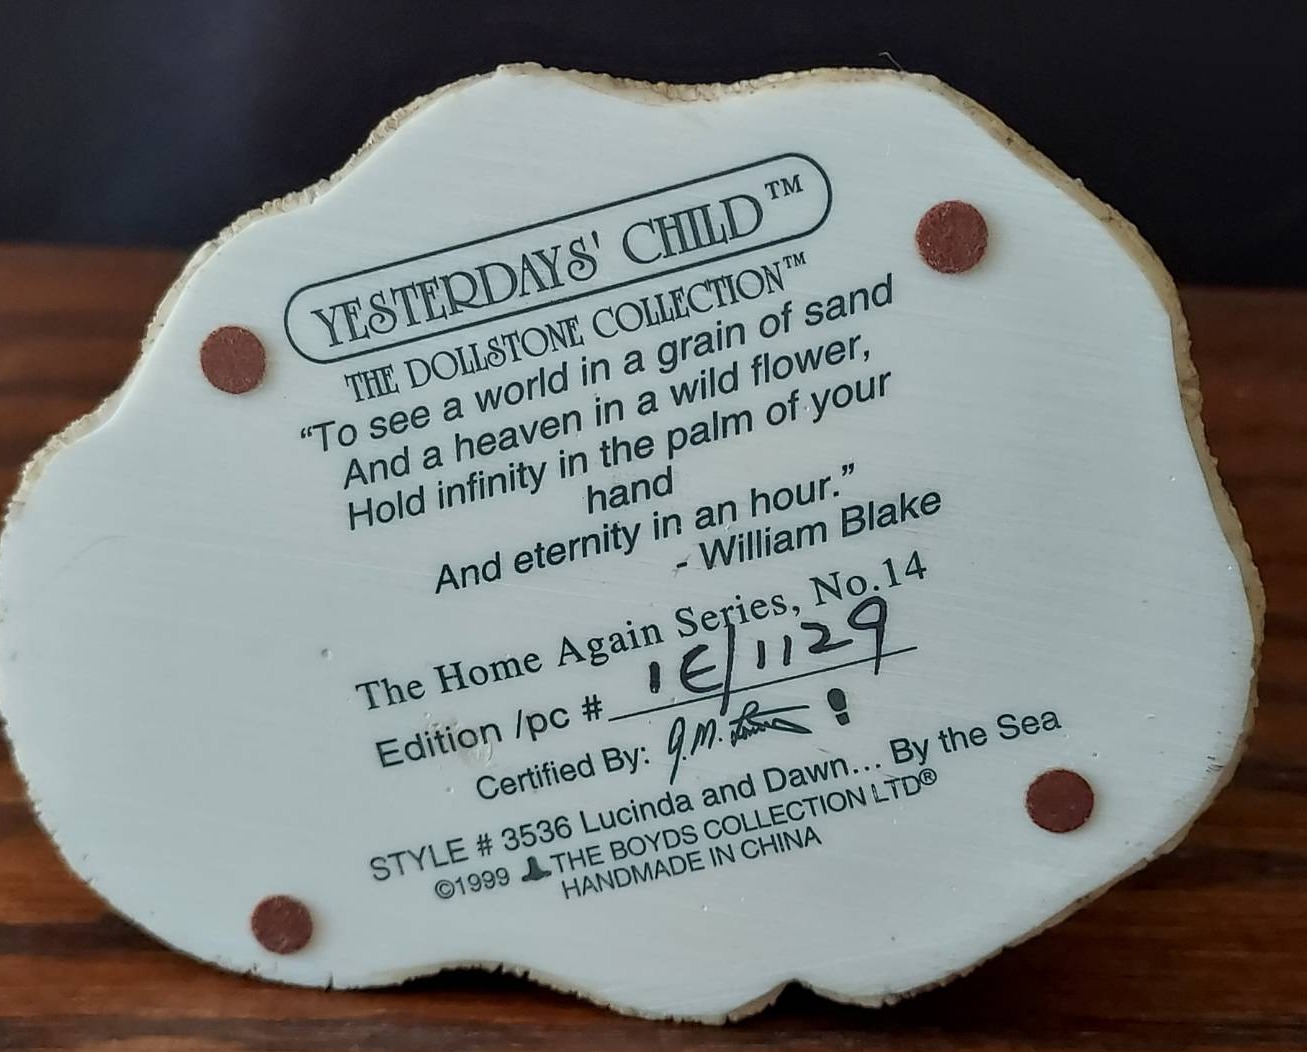 YESTERDAYS' CHILD™
THE DOLLSTONE COLLECTION™
“To see a world in a grain of sand
And a heaven in a wild flower,
Hold infinity in the palm of your
hand
And eternity in an hour.”
- William Blake
The Home Again Series, No.14
Edition /pc # 1E/1129
Certified By: G.M.
STYLE # 3536 Lucinda and Dawn... By the Sea
©1999 THE BOYDS COLLECTION LTD®
HANDMADE IN CHINA